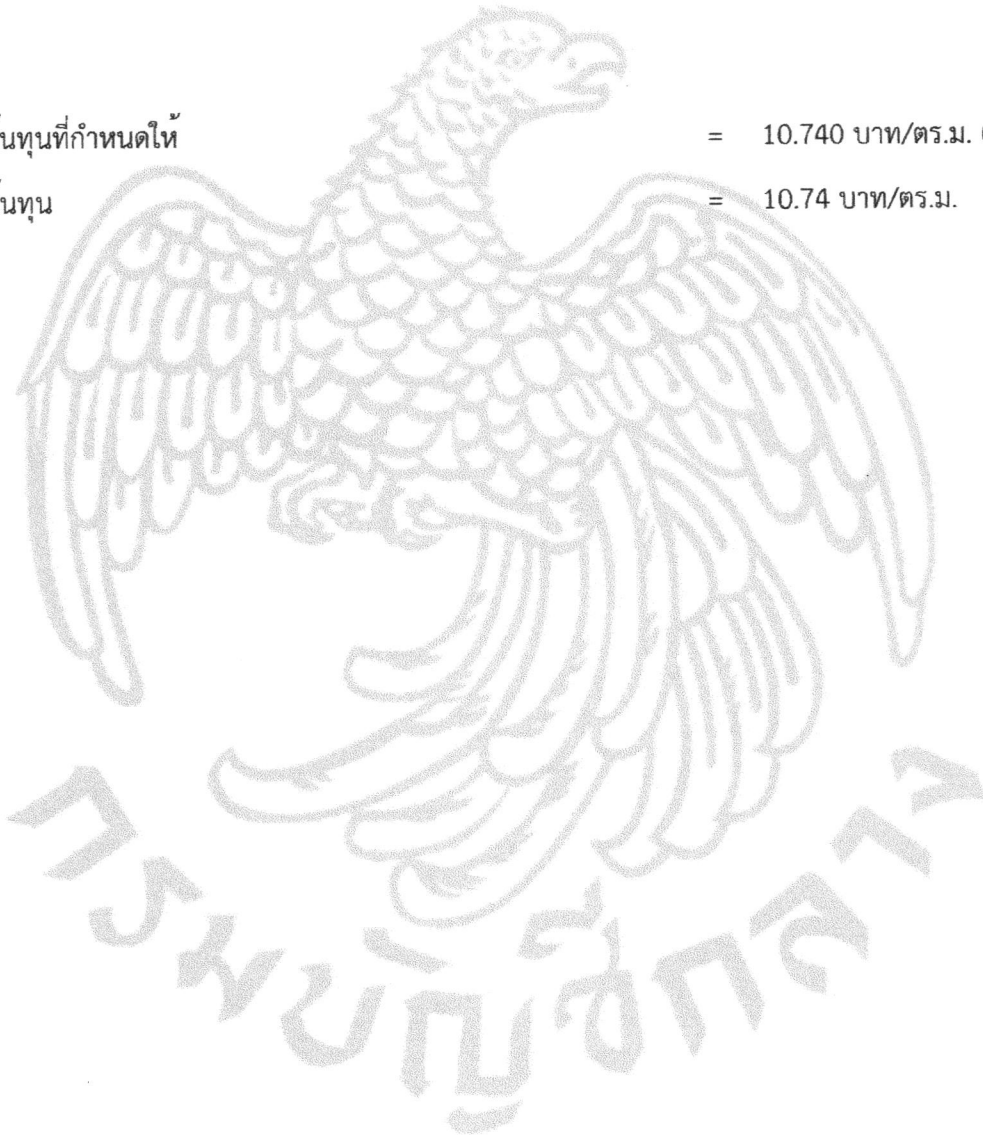 นทุนที่กำหนดให้ = 10.740 บาท/ตร.ม. (
นทุน = 10.74 บาท/ตร.ม.
กรมบัญชีกลาง